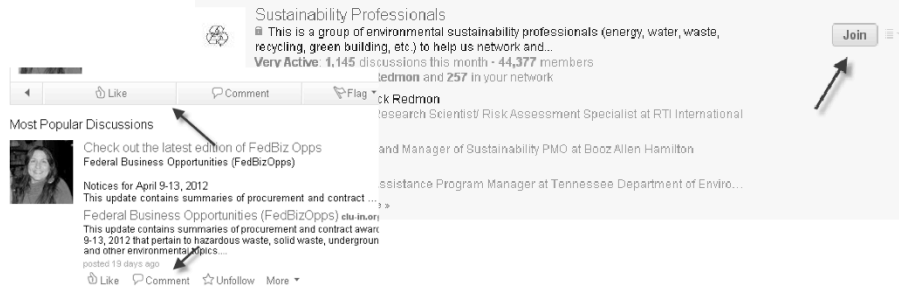 Sustainability Professionals
This is a group of environmental sustainability professionals (energy, water, waste,
recycling, green building, etc.) to help us network and...
Very Active: 1,145 discussions this month - 44,377 members
Redmon and 257 in your network
Join
Like Comment Flag
ck Redmon
Research Scientist/ Risk Assessment Specialist at RTI International
and Manager of Sustainability PMO at Booz Allen Hamilton
ssistance Program Manager at Tennessee Department of Enviro...
Most Popular Discussions
Check out the latest edition of FedBiz Opps
Federal Business Opportunities (FedBizOpps)
Notices for April 9-13, 2012
This update contains summaries of procurement and contract ...
Federal Business Opportunities (FedBizOpps) clu-in.org
This update contains summaries of procurement and contract award
9-13, 2012 that pertain to hazardous waste, solid waste, undergroun
and other environmental topics....
posted 19 days ago
Like Comment Unfollow More